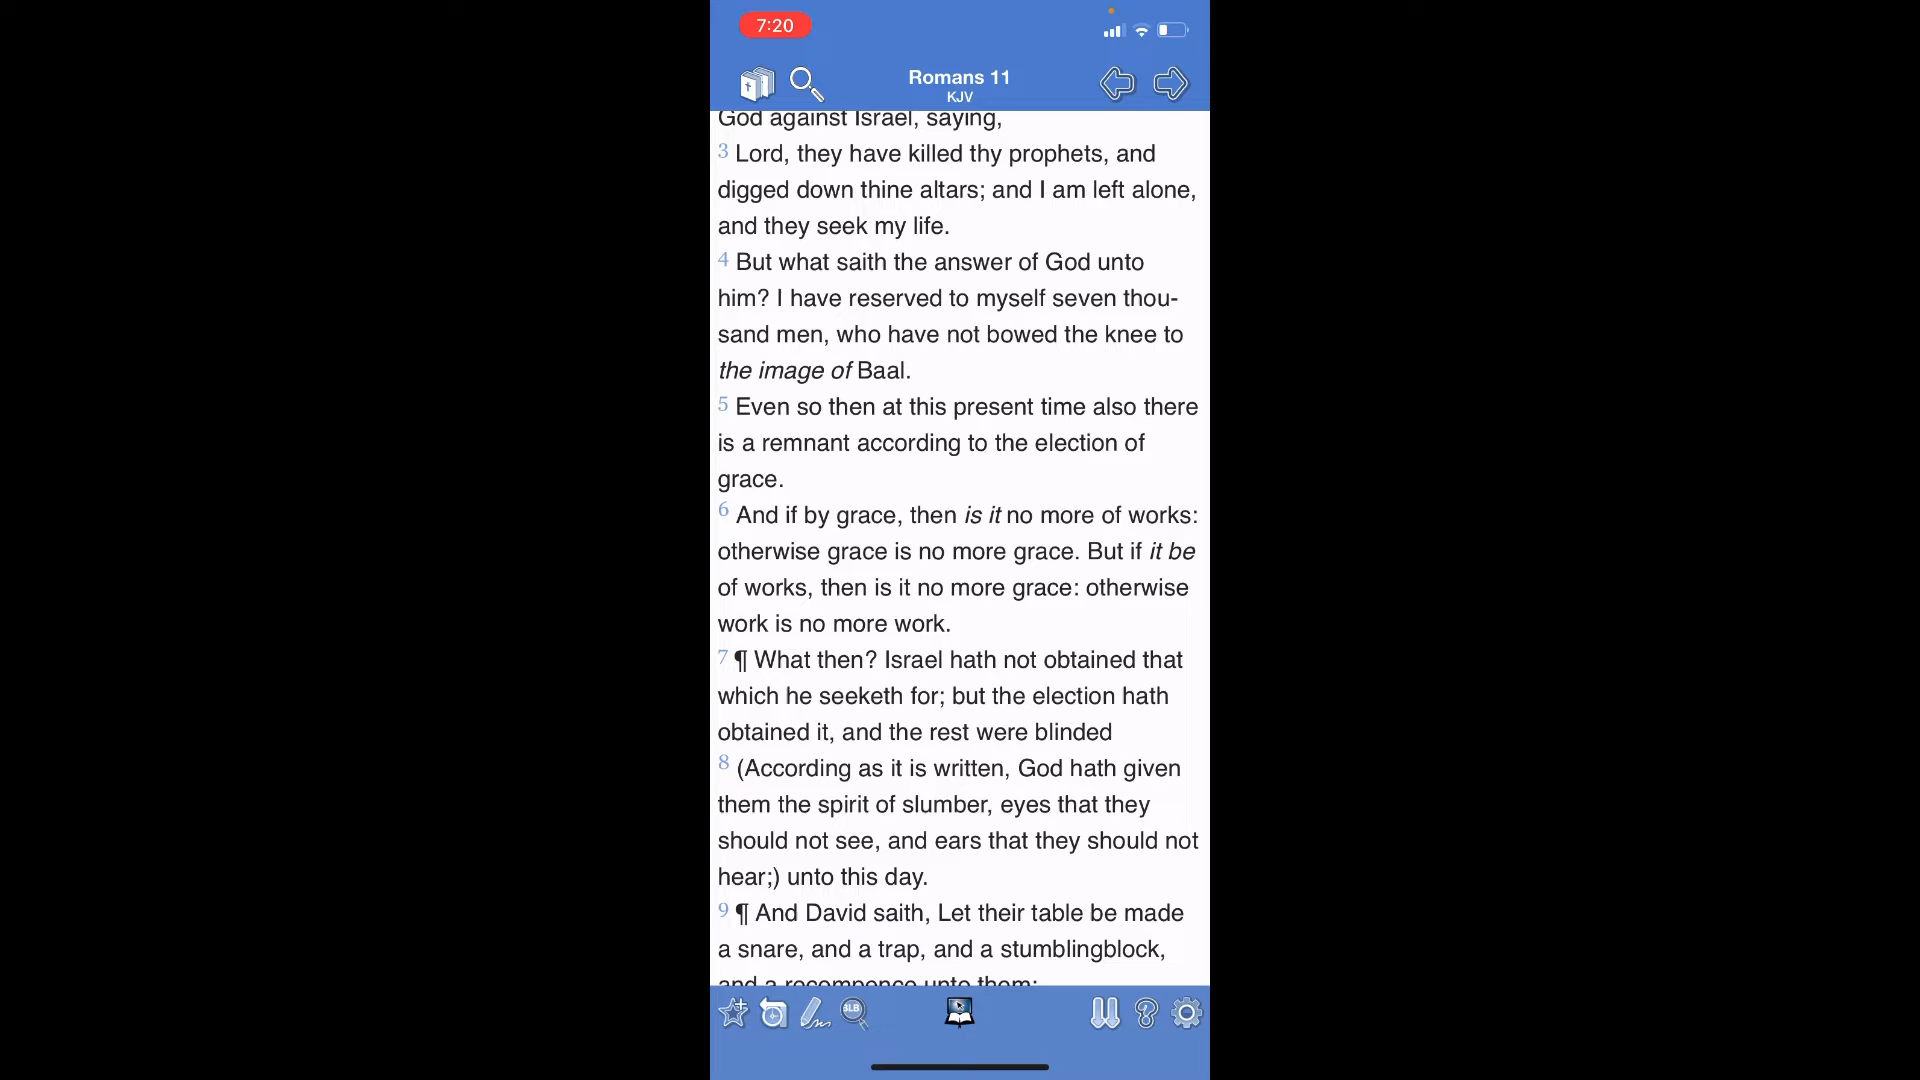 7:20
Romans 11
KJV
God against Israel, saying,
3 Lord, they have killed thy prophets, and
digged down thine altars; and I am left alone,
and they seek my life.
4 But what saith the answer of God unto
him? I have reserved to myself seven thou-
sand men, who have not bowed the knee to
the image of Baal.
5 Even so then at this present time also there
is a remnant according to the election of
grace.
6 And if by grace, then is it no more of works:
otherwise grace is no more grace. But if it be
of works, then is it no more grace: otherwise
work is no more work.
7 ¶ What then? Israel hath not obtained that
which he seeketh for; but the election hath
obtained it, and the rest were blinded
8 (According as it is written, God hath given
them the spirit of slumber, eyes that they
should not see, and ears that they should not
hear;) unto this day.
9 ¶ And David saith, Let their table be made
a snare, and a trap, and a stumblingblock,
and a recompence unto them:
BLB